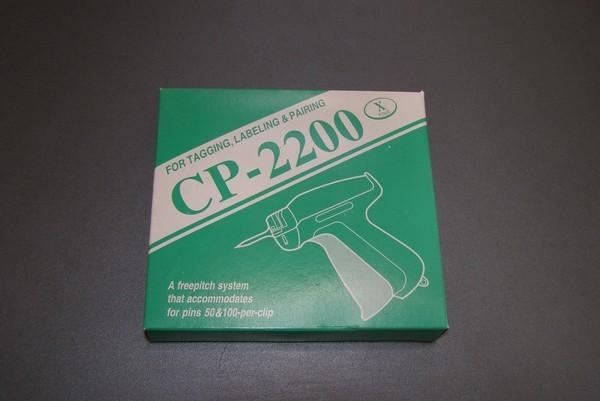 FOR TAGGING, LABELING & PAIRING
X
CP-2200
A freepitch system
that accommodates
for pins 50&100-per-clip